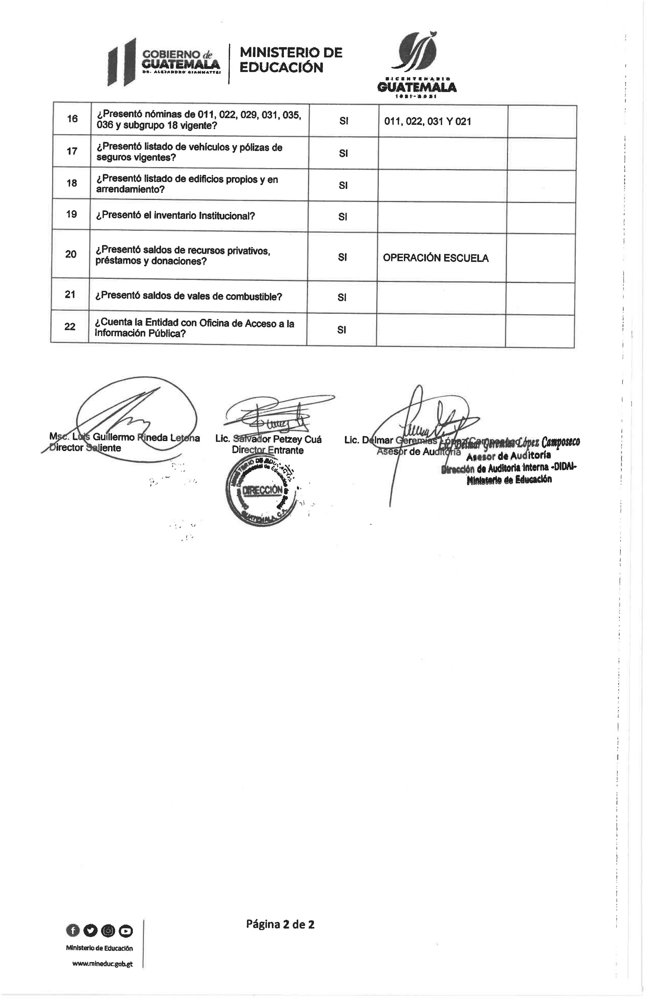 GOBIERNO de
GUATEMALA
DR. ALEJANDRO GIAMMATTEI
MINISTERIO DE
EDUCACIÓN
BICENTENARIO
GUATEMALA
1821-2021
16 ¿Presentó nóminas de 011, 022, 029, 031, 035, SI 011, 022, 031 Y 021
036 y subgrupo 18 vigente?
17 ¿Presentó listado de vehículos y pólizas de SI
seguros vigentes?
18 ¿Presentó listado de edificios propios y en SI
arrendamiento?
19 ¿Presentó el inventario Institucional? SI
20 ¿Presentó saldos de recursos privativos, SI OPERACIÓN ESCUELA
préstamos y donaciones?
21 ¿Presentó saldos de vales de combustible? SI
22 ¿Cuenta la Entidad con Oficina de Acceso a la SI
Información Pública?
Msc. Luis Guillermo Pineda Letona
Director Saliente
Lic. Salvador Petzey Cuá
Director Entrante
MINISTERIO DE EDUCACIÓN
DIRECCIÓN
GUATEMALA, C.A.
Lic. Delmar Geremías López
Asesor de Auditoría
Delmar Geremías López Camposeco
Asesor de Auditoría
Dirección de Auditoria Interna -DIDAI-
Ministerio de Educación
Página 2 de 2
Ministerio de Educación
www.mineduc.gob.gt